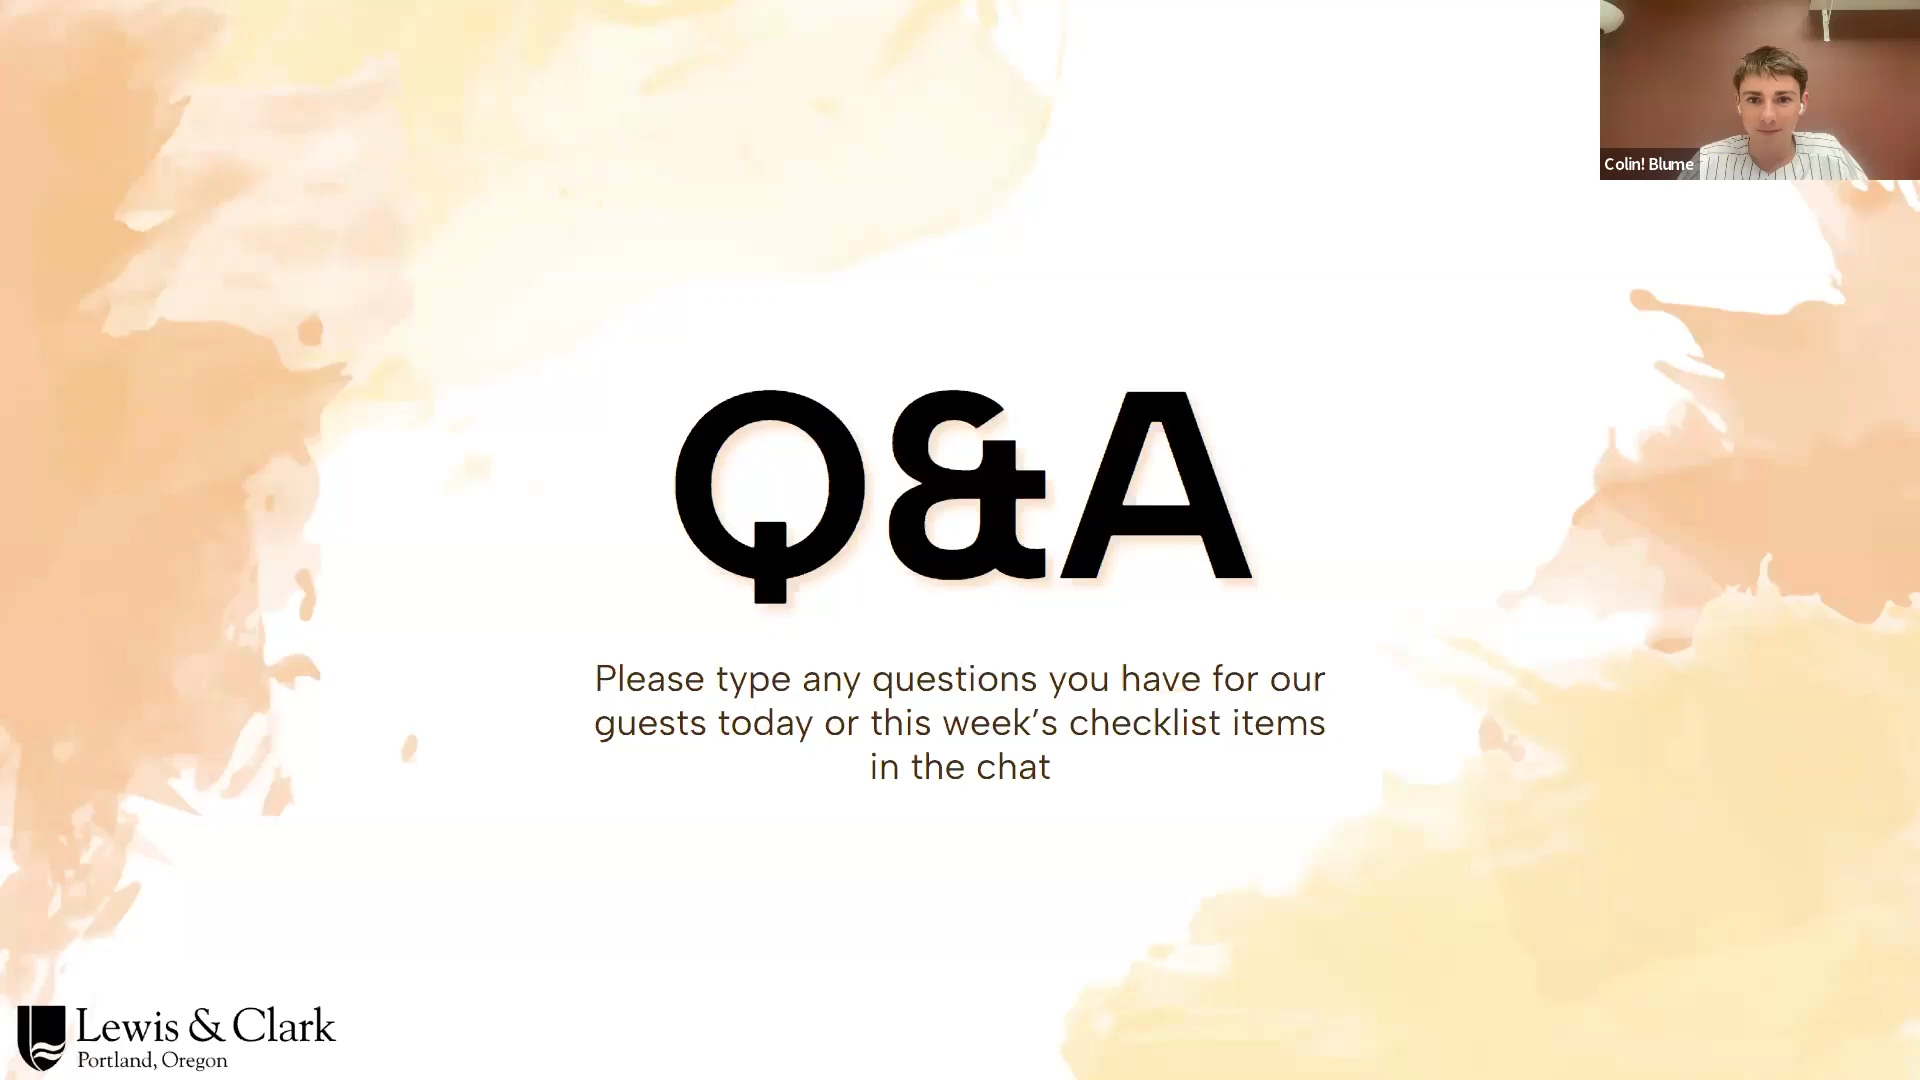 Colin! Blume
Q&A
Please type any questions you have for our
guests today or this week’s checklist items
in the chat
Lewis & Clark
Portland, Oregon